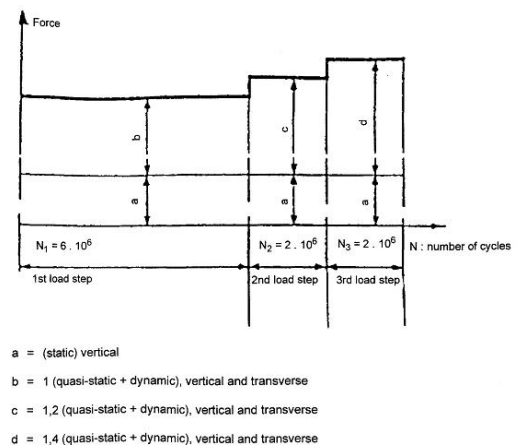 Force
b
c
d
a
a
a
N₁ = 6 . 10⁶
N₂ = 2 . 10⁶
N₃ = 2 . 10⁶
N : number of cycles
1st load step
2nd load step
3rd load step
a = (static) vertical
b = 1 (quasi-static + dynamic), vertical and transverse
c = 1,2 (quasi-static + dynamic), vertical and transverse
d = 1,4 (quasi-static + dynamic), vertical and transverse